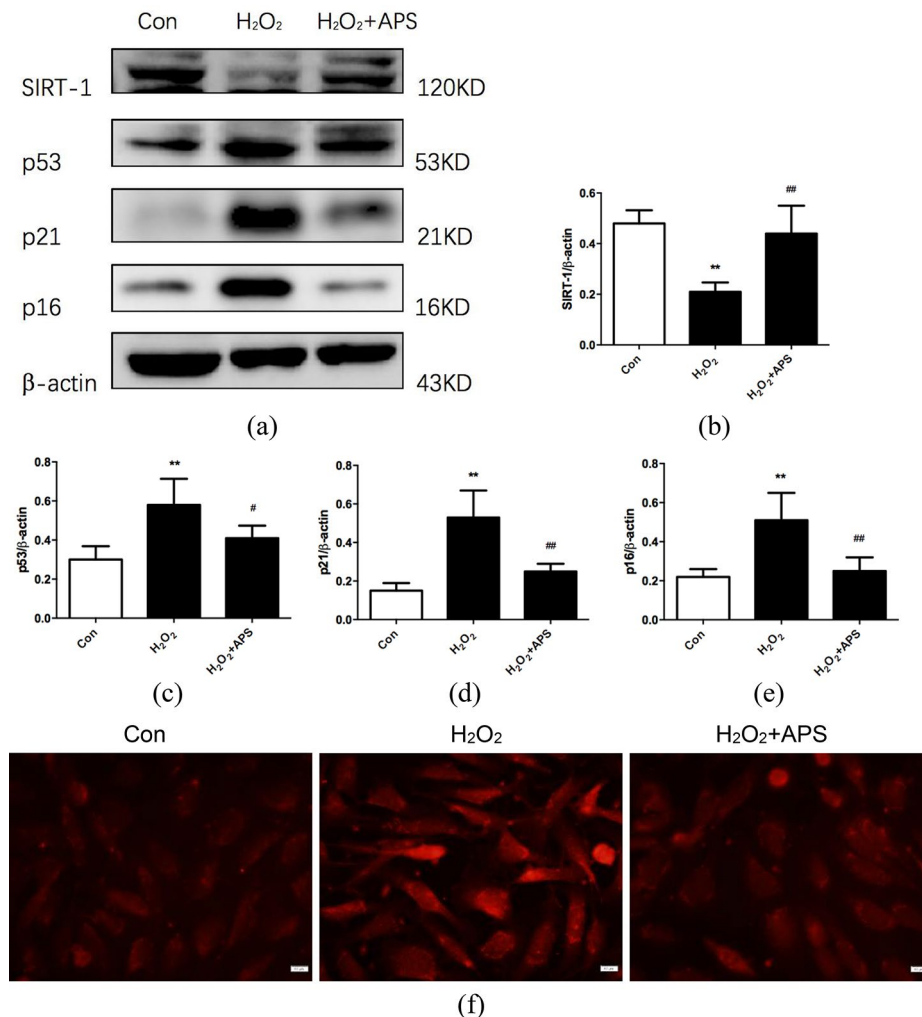 Con H₂O₂ H₂O₂+APS
SIRT-1 120KD
p53 53KD
p21 21KD
p16 16KD
β-actin 43KD
(a)
SIRT-1/β-actin
0.6
0.4
0.2
0.0
**
##
Con
H₂O₂
H₂O₂+APS
(b)
p53/β-actin
0.8
0.6
0.4
0.2
0.0
**
#
Con
H₂O₂
H₂O₂+APS
(c)
p21/β-actin
0.8
0.6
0.4
0.2
0.0
**
##
Con
H₂O₂
H₂O₂+APS
(d)
p16/β-actin
0.8
0.6
0.4
0.2
0.0
**
##
Con
H₂O₂
H₂O₂+APS
(e)
Con H₂O₂ H₂O₂+APS
(f)